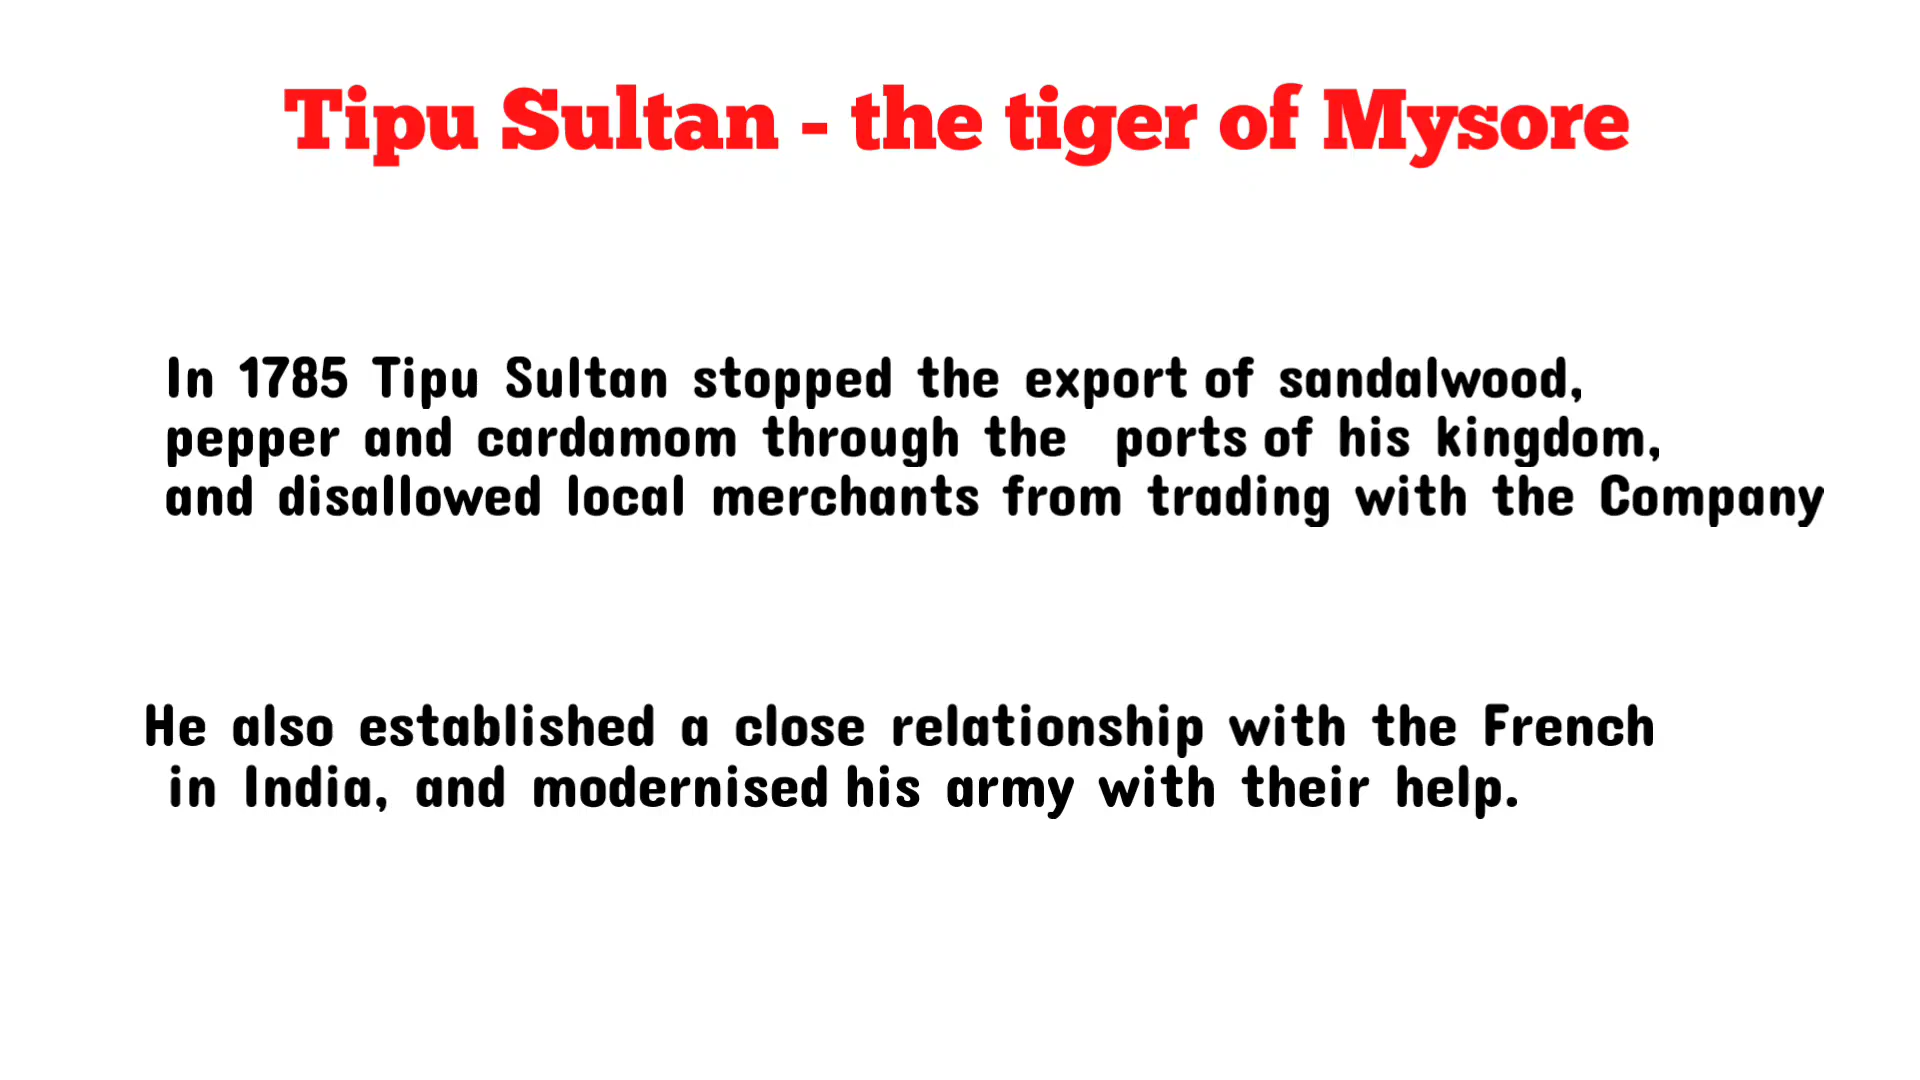 Tipu Sultan - the tiger of Mysore
In 1785 Tipu Sultan stopped the export of sandalwood,
pepper and cardamom through the ports of his kingdom,
and disallowed local merchants from trading with the Company
He also established a close relationship with the French
in India, and modernised his army with their help.